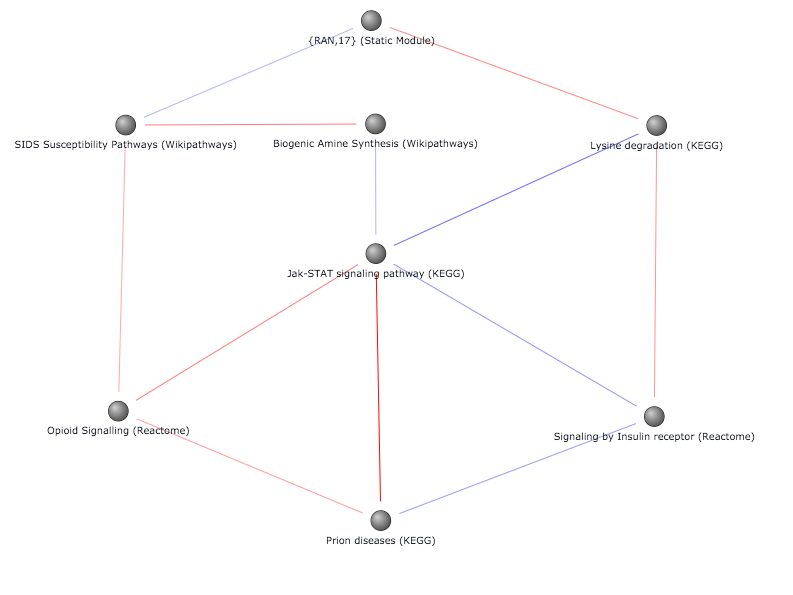 {RAN,17} (Static Module)
SIDS Susceptibility Pathways (Wikipathways)
Biogenic Amine Synthesis (Wikipathways)
Lysine degradation (KEGG)
Jak-STAT signaling pathway (KEGG)
Opioid Signalling (Reactome)
Signaling by Insulin receptor (Reactome)
Prion diseases (KEGG)